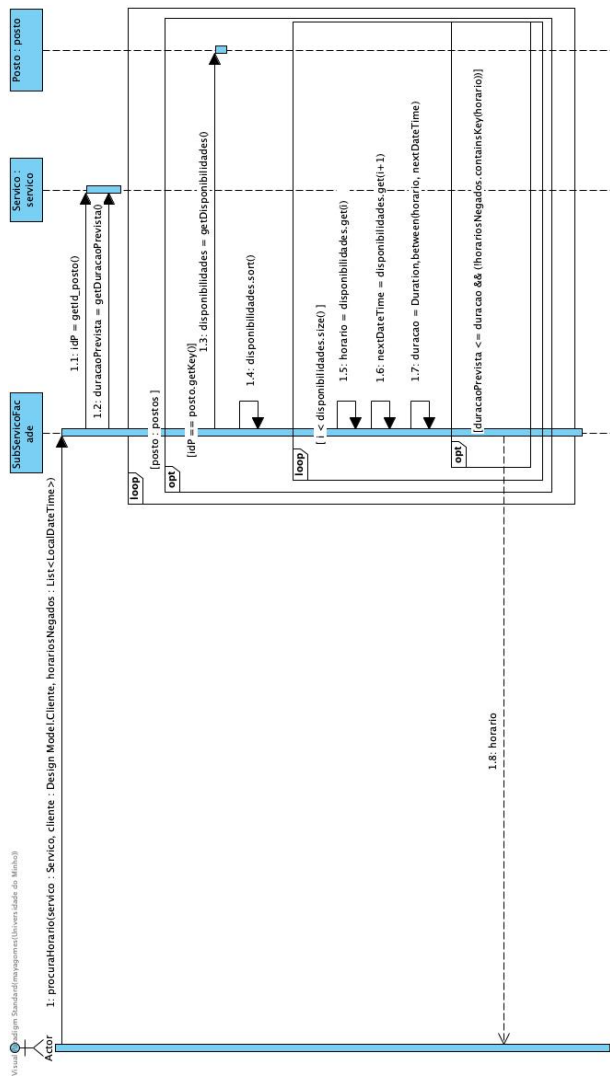 Visual Paradigm Standard(mayagomes(Universidade do Minho))
Actor
SubServicoFac
ade
Servico :
servico
Posto : posto
1: procuraHorario(servico : Servico, cliente : Design Model.Cliente, horariosNegados : List<LocalDateTime>)
1.1: idP = getId_posto()
1.2: duracaoPrevista = getDuracaoPrevista()
loop
[posto : postos ]
opt
[idP == posto.getKey()]
1.3: disponibilidades = getDisponibilidades()
1.4: disponibilidades.sort()
loop
[ i < disponibilidades.size() ]
1.5: horario = disponibilidades.get(i)
1.6: nextDateTime = disponibilidades.get(i+1)
1.7: duracao = Duration,between(horario, nextDateTime)
opt
[duracaoPrevista <= duracao && (!horariosNegados.containsKey(horario))]
1.8: horario